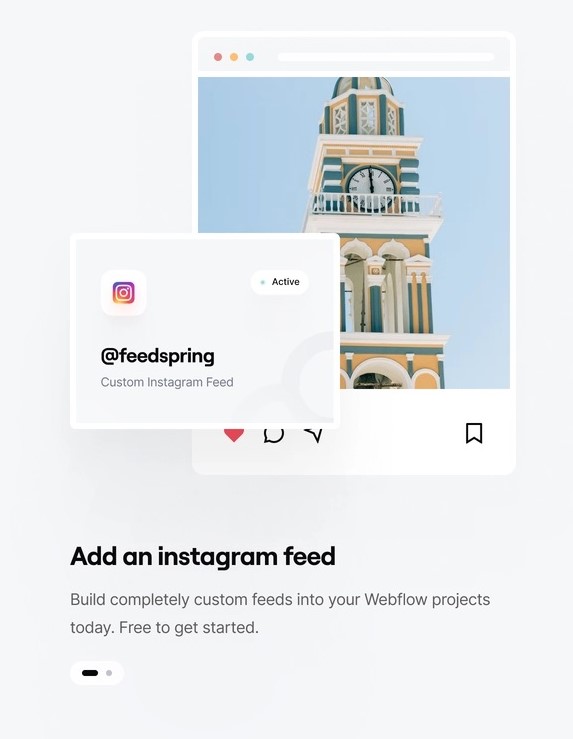 Active
@feedspring
Custom Instagram Feed
Add an instagram feed
Build completely custom feeds into your Webflow projects
today. Free to get started.